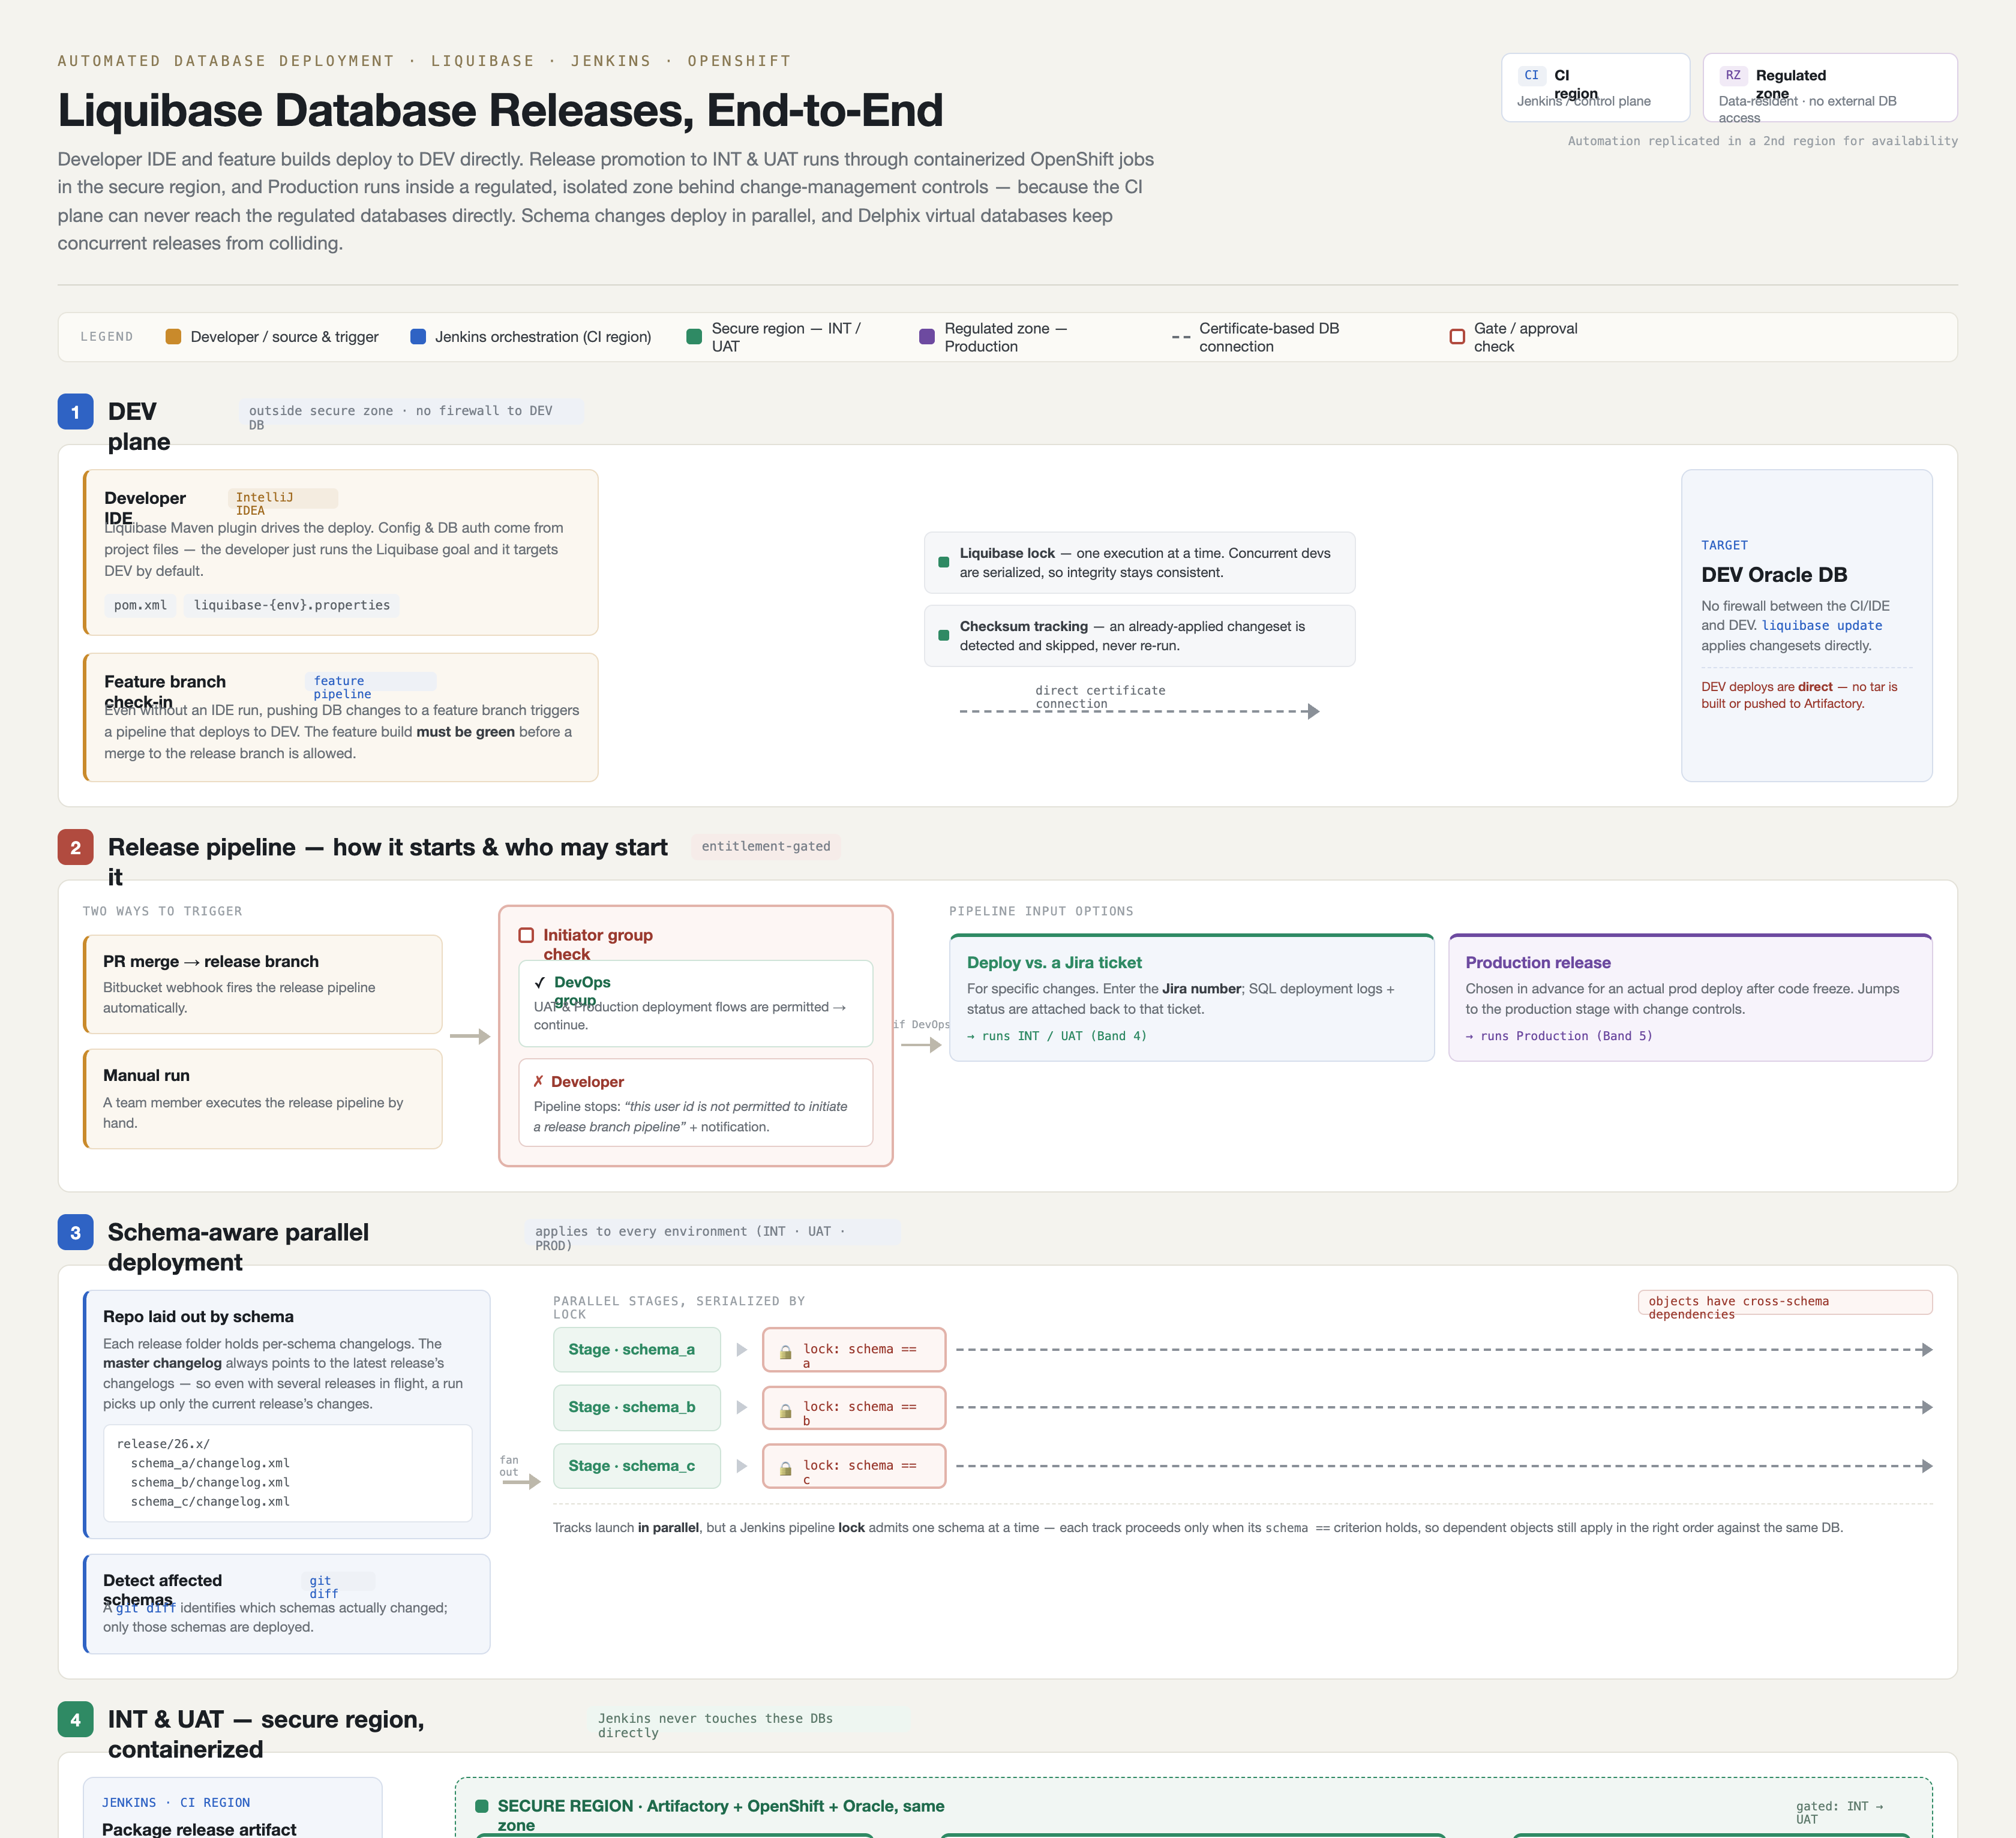 AUTOMATED DATABASE DEPLOYMENT · LIQUIBASE · JENKINS · OPENSHIFT
Liquibase Database Releases, End-to-End
Developer IDE and feature builds deploy to DEV directly. Release promotion to INT & UAT runs through containerized OpenShift jobs
in the secure region, and Production runs inside a regulated, isolated zone behind change-management controls — because the CI
plane can never reach the regulated databases directly. Schema changes deploy in parallel, and Delphix virtual databases keep
concurrent releases from colliding.
CI
CI
region
Jenkins / control plane
RZ
Regulated
zone
Data-resident · no external DB
access
Automation replicated in a 2nd region for availability
LEGEND
Developer / source & trigger
Jenkins orchestration (CI region)
Secure region — INT /
UAT
Regulated zone —
Production
Certificate-based DB
connection
Gate / approval
check
1
DEV
plane
outside secure zone · no firewall to DEV
DB
Developer
IDE
IntelliJ
IDEA
Liquibase Maven plugin drives the deploy. Config & DB auth come from
project files — the developer just runs the Liquibase goal and it targets
DEV by default.
pom.xml
liquibase-{env}.properties
Feature branch
check-in
feature
pipeline
Even without an IDE run, pushing DB changes to a feature branch triggers
a pipeline that deploys to DEV. The feature build must be green before a
merge to the release branch is allowed.
Liquibase lock — one execution at a time. Concurrent devs
are serialized, so integrity stays consistent.
Checksum tracking — an already-applied changeset is
detected and skipped, never re-run.
direct certificate
connection
TARGET
DEV Oracle DB
No firewall between the CI/IDE
and DEV. liquibase update
applies changesets directly.
DEV deploys are direct — no tar is
built or pushed to Artifactory.
2
Release pipeline — how it starts & who may start
it
entitlement-gated
TWO WAYS TO TRIGGER
PR merge → release branch
Bitbucket webhook fires the release pipeline
automatically.
Manual run
A team member executes the release pipeline by
hand.
Initiator group
check
✓ DevOps
group
UAT & Production deployment flows are permitted →
continue.
✗ Developer
Pipeline stops: “this user id is not permitted to initiate
a release branch pipeline” + notification.
if DevOps
PIPELINE INPUT OPTIONS
Deploy vs. a Jira ticket
For specific changes. Enter the Jira number; SQL deployment logs +
status are attached back to that ticket.
→ runs INT / UAT (Band 4)
Production release
Chosen in advance for an actual prod deploy after code freeze. Jumps
to the production stage with change controls.
→ runs Production (Band 5)
3
Schema-aware parallel
deployment
applies to every environment (INT · UAT ·
PROD)
Repo laid out by schema
Each release folder holds per-schema changelogs. The
master changelog always points to the latest release’s
changelogs — so even with several releases in flight, a run
picks up only the current release’s changes.
release/26.x/
schema_a/changelog.xml
schema_b/changelog.xml
schema_c/changelog.xml
Detect affected
schemas
git
diff
A git diff identifies which schemas actually changed;
only those schemas are deployed.
fan
out
PARALLEL STAGES, SERIALIZED BY
LOCK
objects have cross-schema
dependencies
Stage · schema_a
🔒 lock: schema ==
a
Stage · schema_b
🔒 lock: schema ==
b
Stage · schema_c
🔒 lock: schema ==
c
Tracks launch in parallel, but a Jenkins pipeline lock admits one schema at a time — each track proceeds only when its schema == criterion holds, so dependent objects still apply in the right order against the same DB.
4
INT & UAT — secure region,
containerized
Jenkins never touches these DBs
directly
JENKINS · CI REGION
Package release artifact
SECURE REGION · Artifactory + OpenShift + Oracle, same
zone
gated: INT →
UAT